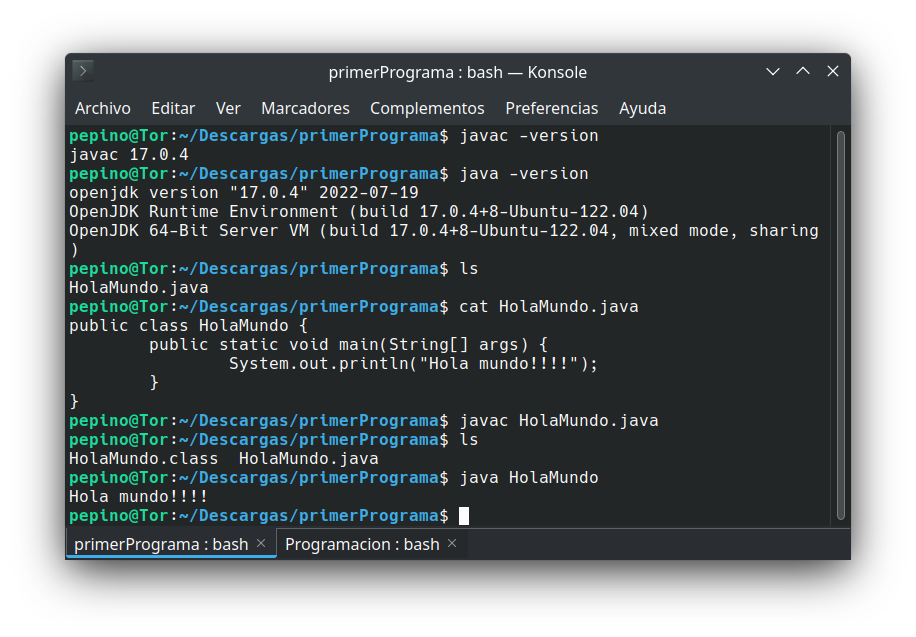 primerPrograma : bash — Konsole
Archivo Editar Ver Marcadores Complementos Preferencias Ayuda
pepino@Tor:~/Descargas/primerPrograma$ javac -version
javac 17.0.4
pepino@Tor:~/Descargas/primerPrograma$ java -version
openjdk version "17.0.4" 2022-07-19
OpenJDK Runtime Environment (build 17.0.4+8-Ubuntu-122.04)
OpenJDK 64-Bit Server VM (build 17.0.4+8-Ubuntu-122.04, mixed mode, sharing
)
pepino@Tor:~/Descargas/primerPrograma$ ls
HolaMundo.java
pepino@Tor:~/Descargas/primerPrograma$ cat HolaMundo.java
public class HolaMundo {
        public static void main(String[] args) {
                System.out.println("Hola mundo!!!!");
        }
}
pepino@Tor:~/Descargas/primerPrograma$ javac HolaMundo.java
pepino@Tor:~/Descargas/primerPrograma$ ls
HolaMundo.class  HolaMundo.java
pepino@Tor:~/Descargas/primerPrograma$ java HolaMundo
Hola mundo!!!!
pepino@Tor:~/Descargas/primerPrograma$
primerPrograma : bash Programacion : bash